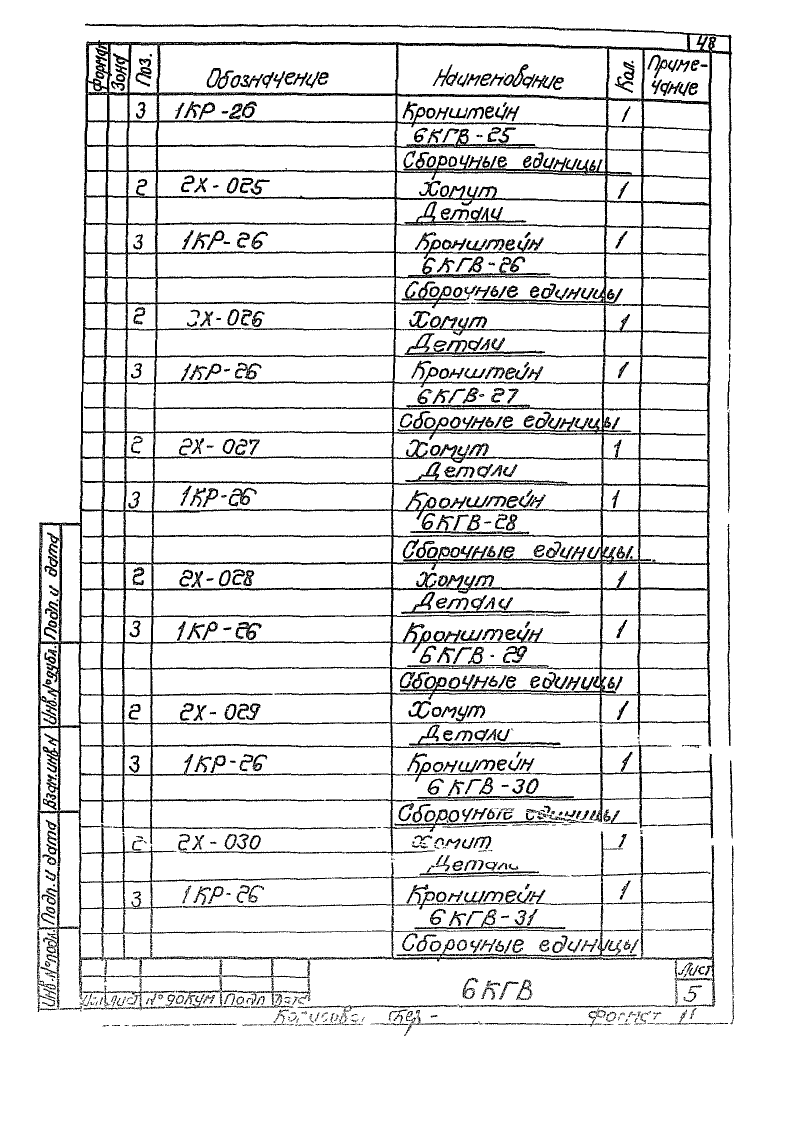 48
Формат Зона Поз. Обозначение Наименование Кол. Приме-
чание
3 1КР-26 Кронштейн 1
6КГВ-25
Сборочные единицы
2 2Х-025 Хомут 1
Детали
3 1КР-26 Кронштейн 1
6КГВ-26
Сборочные единицы
2 2Х-026 Хомут 1
Детали
3 1КР-26 Кронштейн 1
6КГВ-27
Сборочные единицы
2 2Х-027 Хомут 1
Детали
3 1КР-26 Кронштейн 1
6КГВ-28
Сборочные единицы.
2 2Х-028 Хомут 1
Детали
3 1КР-26 Кронштейн 1
6КГВ-29
Сборочные единицы
2 2Х-029 Хомут 1
Детали
3 1КР-26 Кронштейн 1
6КГВ-30
Сборочные единицы
2 2Х-030 Хомут 1
Детали
3 1КР-26 Кронштейн 1
6КГВ-31
Сборочные единицы
Подп. и дата
Инв.№дубл.
Взам.инв.№
Подп. и дата
Инв.№подл.
Изм Лист № докум Подп Дата
6КГВ
Лист
5
Копировал Формат 11